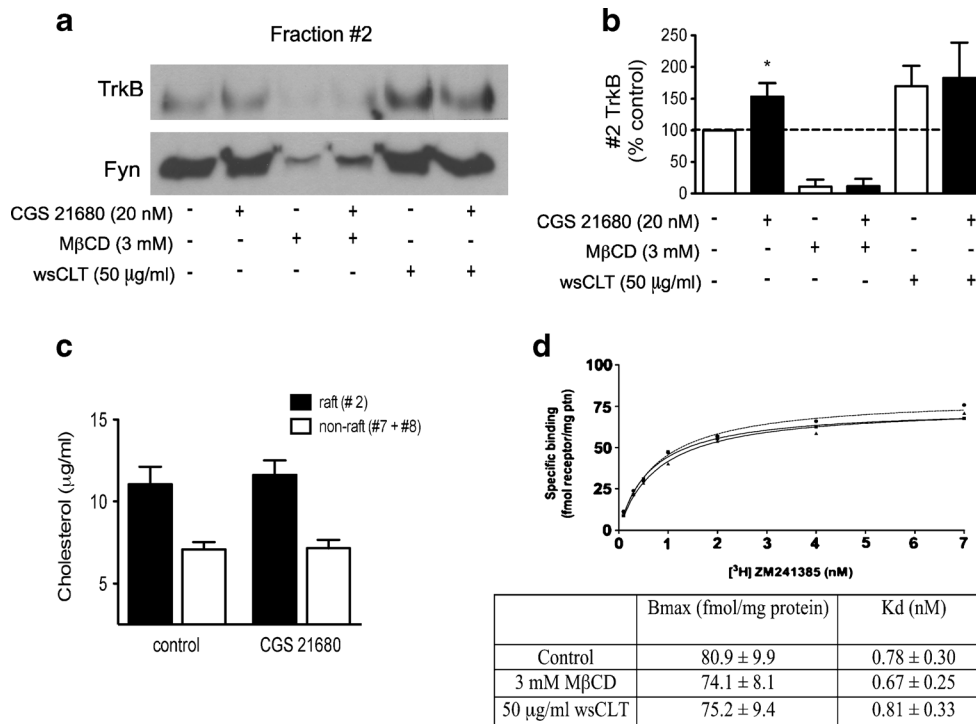 a
Fraction #2
TrkB
Fyn
CGS 21680 (20 nM) - + - + - +
MβCD (3 mM) - - + + - -
wsCLT (50 μg/ml) - - - - + +
b
#2 TrkB
(% control)
250
200
150
100
50
0
*
CGS 21680 (20 nM) - + - + - +
MβCD (3 mM) - - + + - -
wsCLT (50 μg/ml) - - - - + +
c
Cholesterol (μg/ml)
15
10
5
raft (# 2)
non-raft (#7 + #8)
control CGS 21680
d
Specific binding
(fmol receptor/mg ptn)
100
75
50
25
0
0 1 2 3 4 5 6 7
[³H] ZM241385 (nM)
Bmax (fmol/mg protein) Kd (nM)
Control 80.9 ± 9.9 0.78 ± 0.30
3 mM MβCD 74.1 ± 8.1 0.67 ± 0.25
50 μg/ml wsCLT 75.2 ± 9.4 0.81 ± 0.33